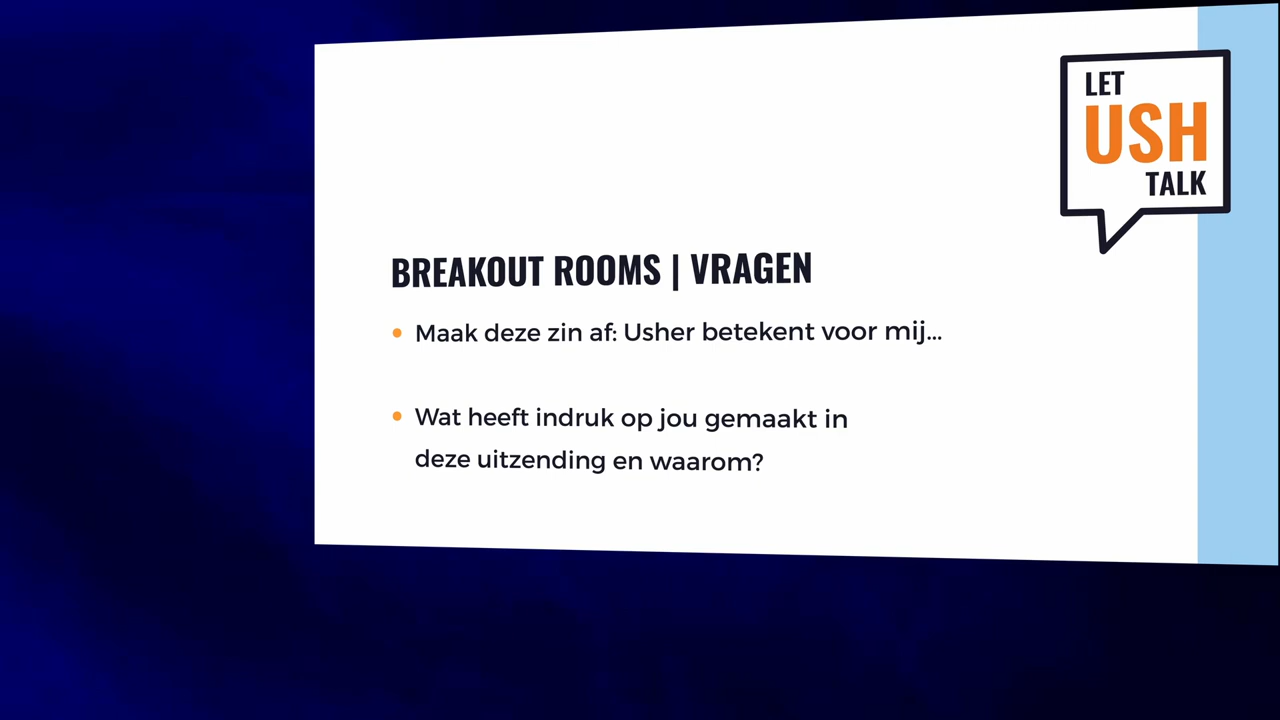 LET
USH
TALK
BREAKOUT ROOMS | VRAGEN
• Maak deze zin af: Usher betekent voor mij...
• Wat heeft indruk op jou gemaakt in
deze uitzending en waarom?